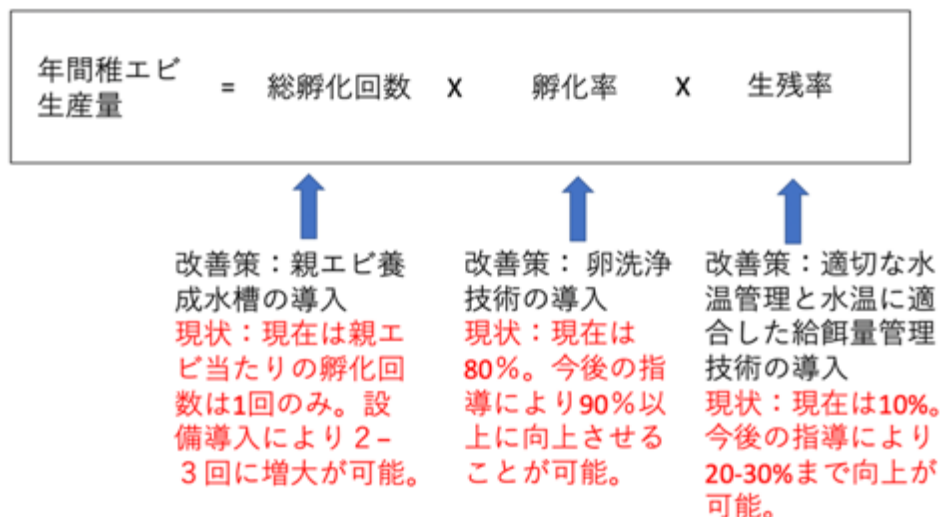 年間稚エビ
生産量
= 総孵化回数 X 孵化率 X 生残率
改善策：親エビ養
成水槽の導入
現状：現在は親エ
ビ当たりの孵化回
数は1回のみ。設
備導入により２−
３回に増大が可能。
改善策： 卵洗浄
技術の導入
現状：現在は
80%。今後の指
導により90％以
上に向上させる
ことが可能。
改善策：適切な水
温管理と水温に適
合した給餌量管理
技術の導入
現状：現在は10%。
今後の指導により
20-30%まで向上が
可能。